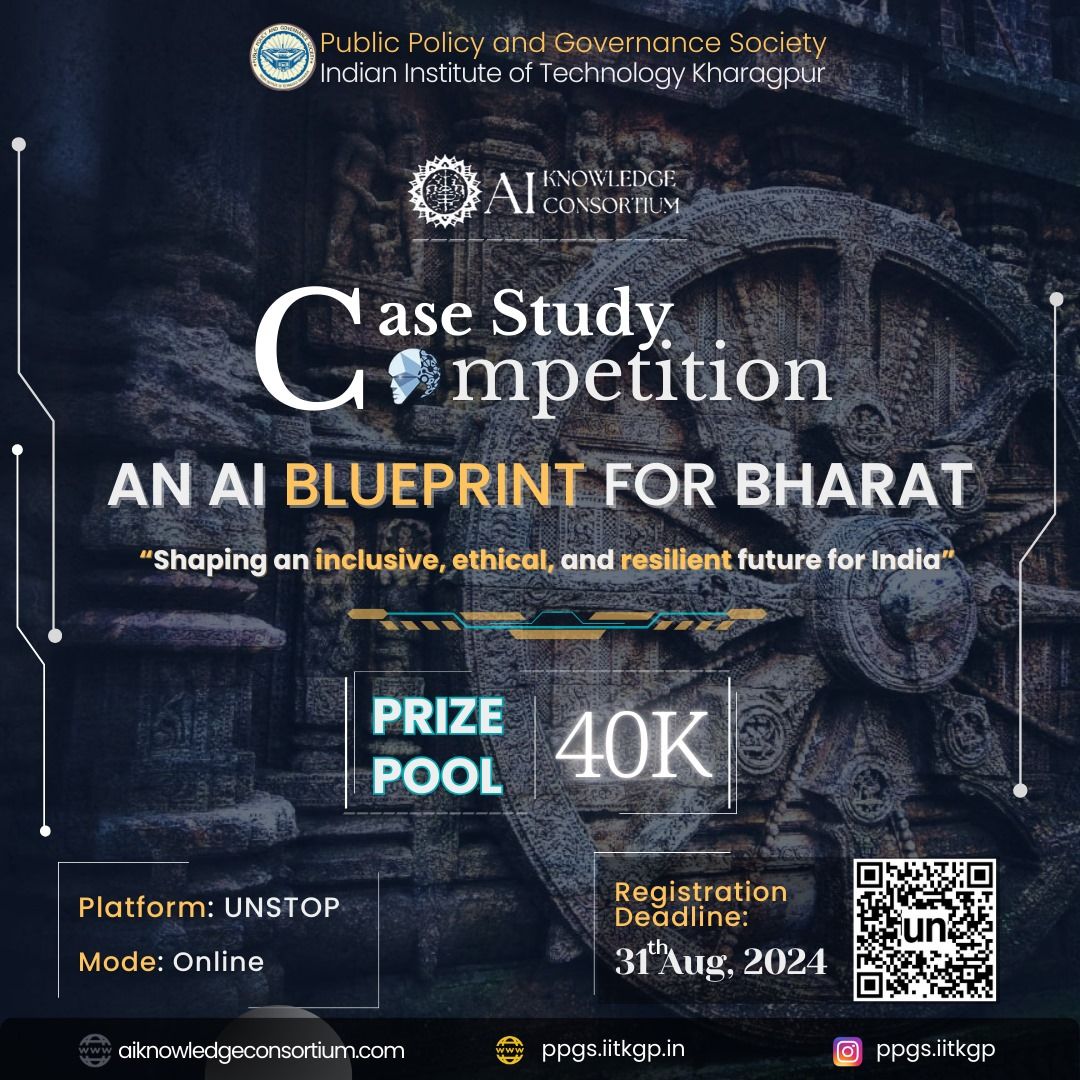 Public Policy and Governance Society
Indian Institute of Technology Kharagpur
AI KNOWLEDGE CONSORTIUM
Case Study
Competition
AN AI BLUEPRINT FOR BHARAT
“Shaping an inclusive, ethical, and resilient future for India”
PRIZE POOL
40K
Platform: UNSTOP
Mode: Online
Registration
Deadline:
31th Aug, 2024
un
aiknowledgeconsortium.com
ppgs.iitkgp.in
ppgs.iitkgp